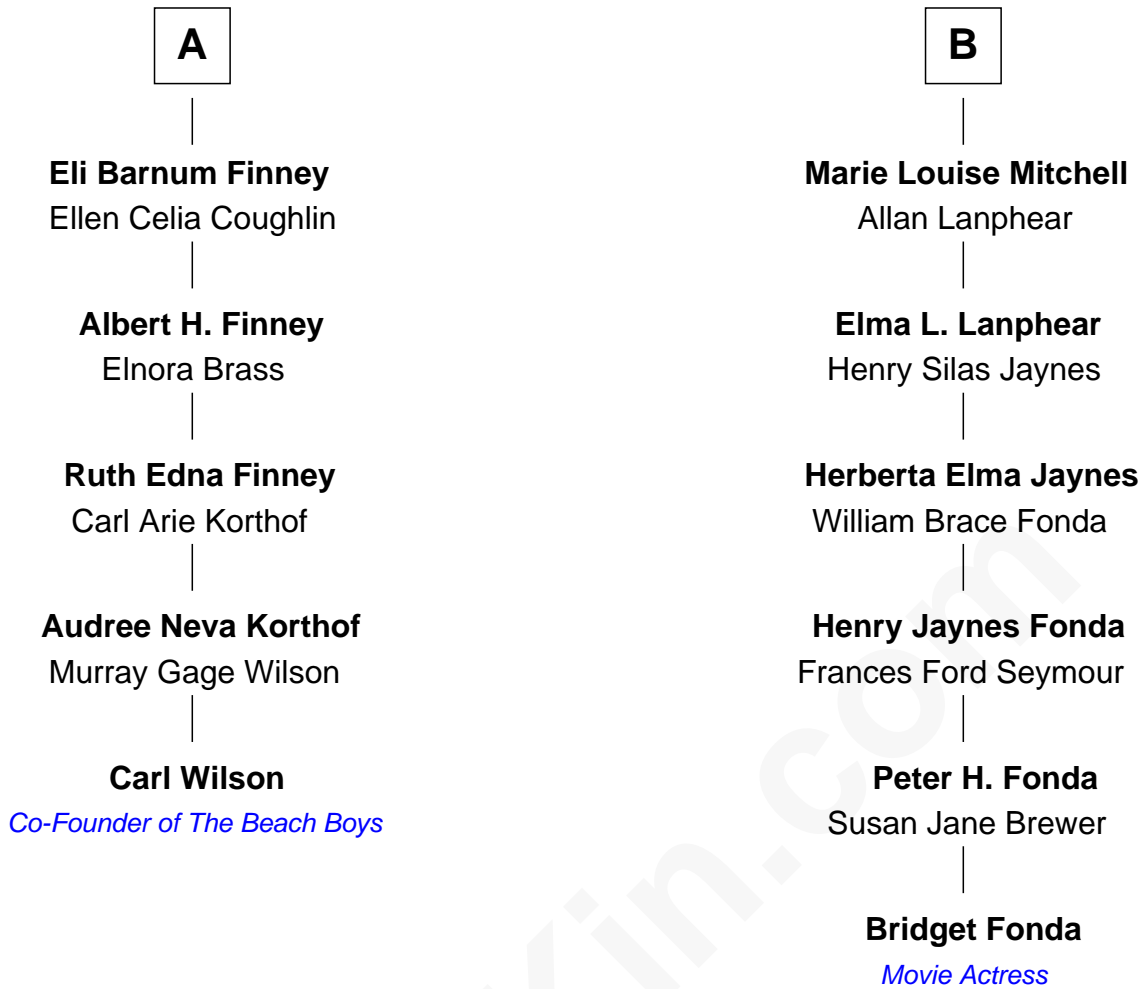 A
Eli Barnum Finney
Ellen Celia Coughlin
Albert H. Finney
Elnora Brass
Ruth Edna Finney
Carl Arie Korthof
Audree Neva Korthof
Murray Gage Wilson
Carl Wilson
Co-Founder of The Beach Boys
B
Marie Louise Mitchell
Allan Lanphear
Elma L. Lanphear
Henry Silas Jaynes
Herberta Elma Jaynes
William Brace Fonda
Henry Jaynes Fonda
Frances Ford Seymour
Peter H. Fonda
Susan Jane Brewer
Bridget Fonda
Movie Actress
Kin.com